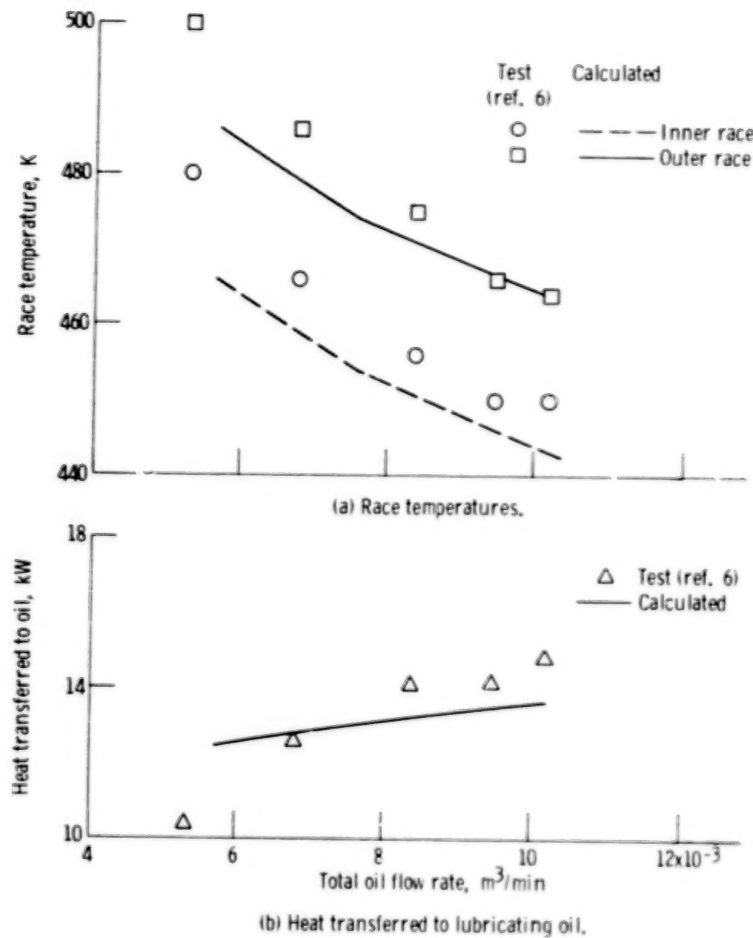 500
480
460
440
Race temperature, K
Test Calculated
(ref. 6)
Inner race
Outer race
(a) Race temperatures.
18
14
10
Heat transferred to oil, kW
Test (ref. 6)
Calculated
4 6 8 10 12x10-3
Total oil flow rate, m3/min
(b) Heat transferred to lubricating oil.